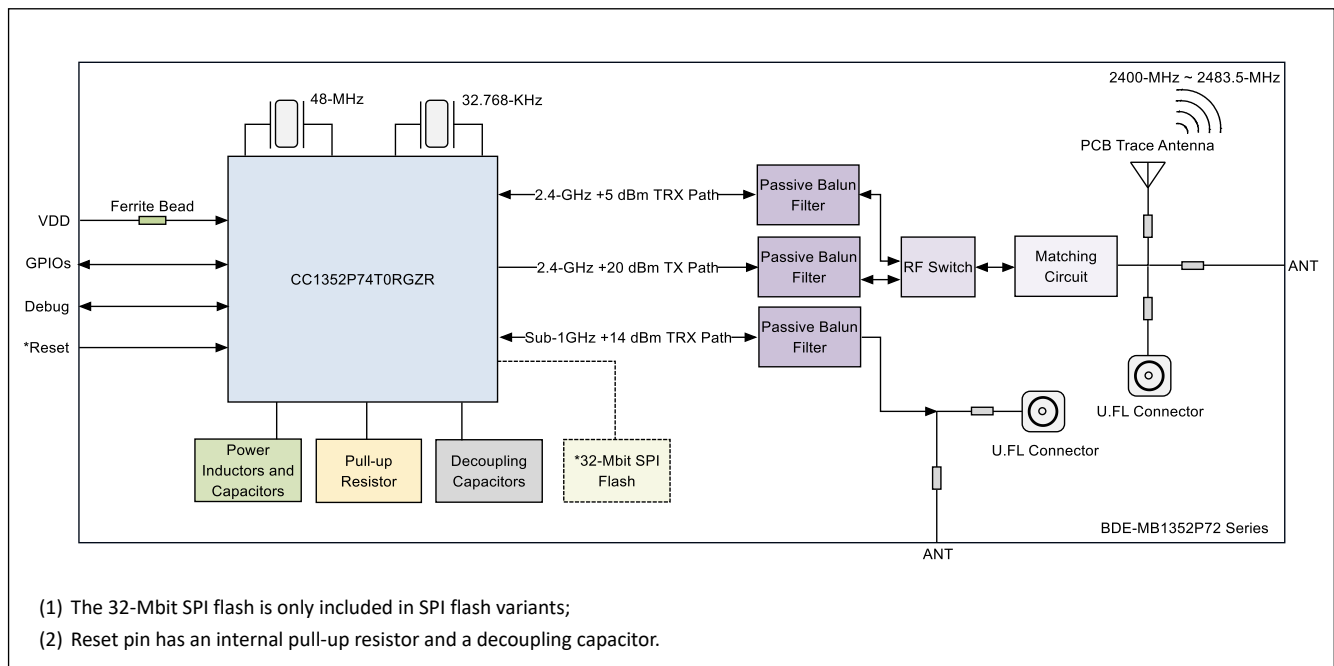 2400-MHz ~ 2483.5-MHz
48-MHz
32.768-KHz
PCB Trace Antenna
2.4-GHz +5 dBm TRX Path
Passive Balun
Filter
Ferrite Bead
VDD
GPIOs
CC1352P74T0RGZR
2.4-GHz +20 dBm TX Path
Passive Balun
Filter
RF Switch
Matching
Circuit
ANT
Debug
*Reset
Sub-1GHz +14 dBm TRX Path
Passive Balun
Filter
U.FL Connector
U.FL Connector
Power
Inductors and
Capacitors
Pull-up
Resistor
Decoupling
Capacitors
*32-Mbit SPI
Flash
BDE-MB1352P72 Series
ANT
(1) The 32-Mbit SPI flash is only included in SPI flash variants;
(2) Reset pin has an internal pull-up resistor and a decoupling capacitor.